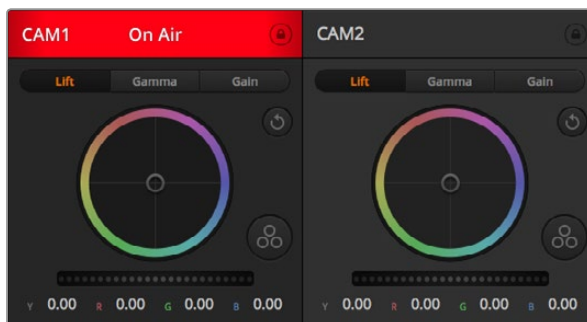 CAM1 On Air CAM2
Lift Gamma Gain Lift Gamma Gain
Y 0.00 R 0.00 G 0.00 B 0.00 Y 0.00 R 0.00 G 0.00 B 0.00